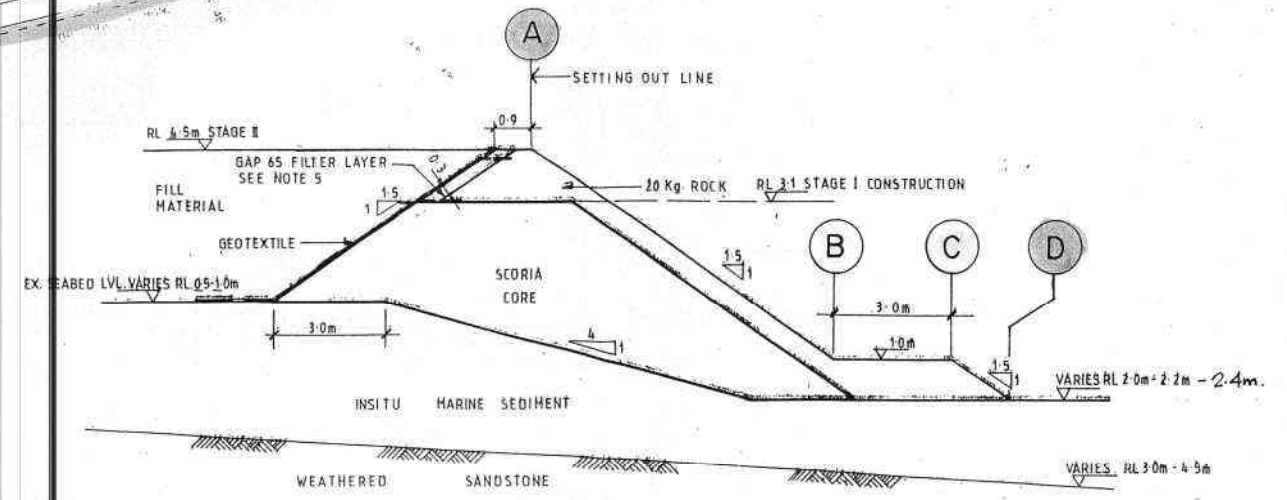 A
SETTING OUT LINE
0·9
RL 4·5m STAGE II
GAP 65 FILTER LAYER
SEE NOTE 5
0·3
20 Kg. ROCK
RL 3·1 STAGE I CONSTRUCTION
FILL
MATERIAL
1·5
1
GEOTEXTILE
B
C
D
1·5
1
SCORIA
CORE
EX. SEABED LVL. VARIES RL 0·5-1·0m
3·0m
3·0m
4
1
1·0m
1·5
1
VARIES RL 2·0m - 2·2m - 2.4m.
INSITU MARINE SEDIMENT
WEATHERED SANDSTONE
VARIES. RL 3·0m - 4·5m